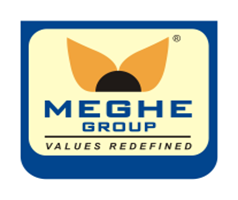 ®
MEGHE
GROUP
VALUES REDEFINED